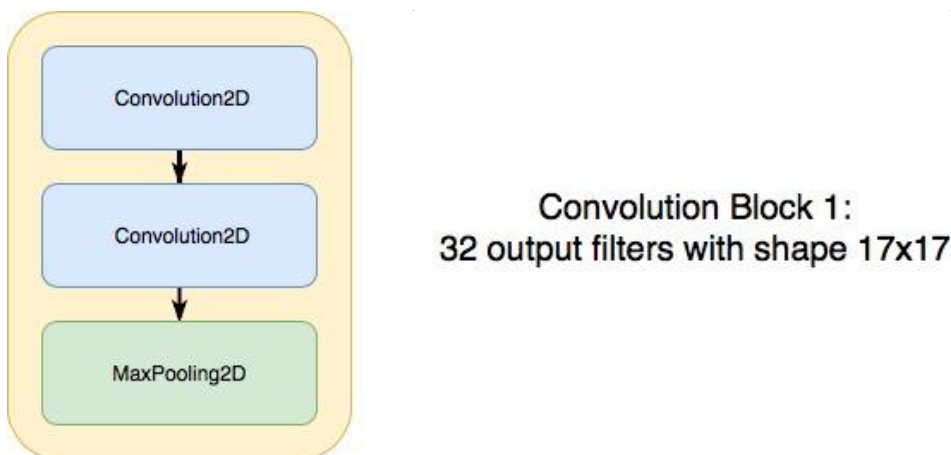 Convolution2D
Convolution2D
MaxPooling2D
Convolution Block 1:
32 output filters with shape 17x17